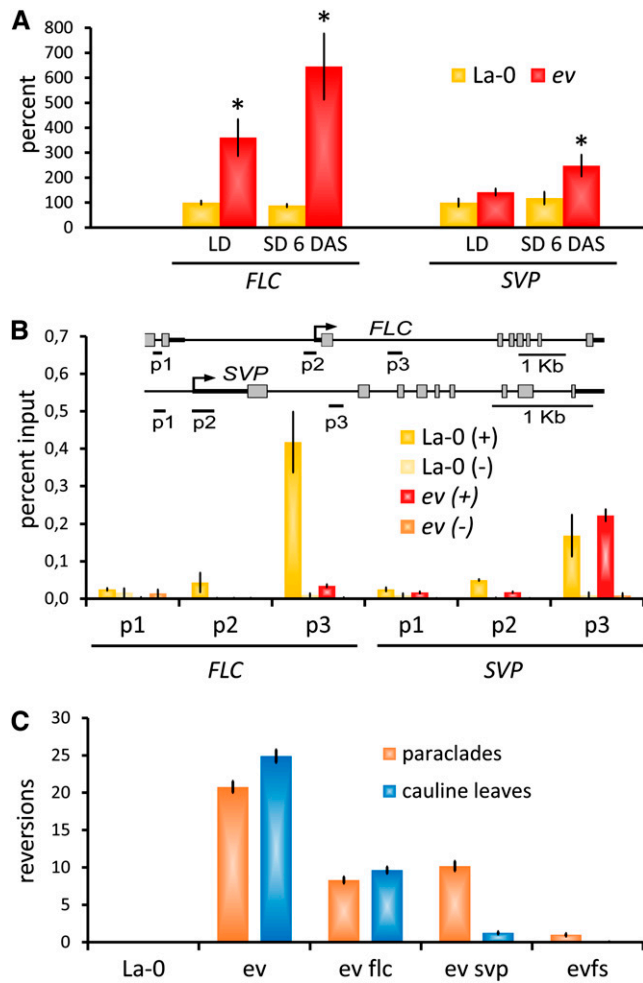 A
800
700
600
500
400
300
200
100
0
percent
La-0 ev
* * *
LD SD 6 DAS LD SD 6 DAS
FLC SVP
B
0,7
0,6
0,5
0,4
0,3
0,2
0,1
0,0
percent input
FLC
p1 p2 p3 1 Kb
SVP
p1 p2 p3 1 Kb
La-0 (+)
La-0 (-)
ev (+)
ev (-)
p1 p2 p3 p1 p2 p3
FLC SVP
C
30
25
20
15
10
5
0
reversions
paraclades
cauline leaves
La-0 ev ev flc ev svp evfs